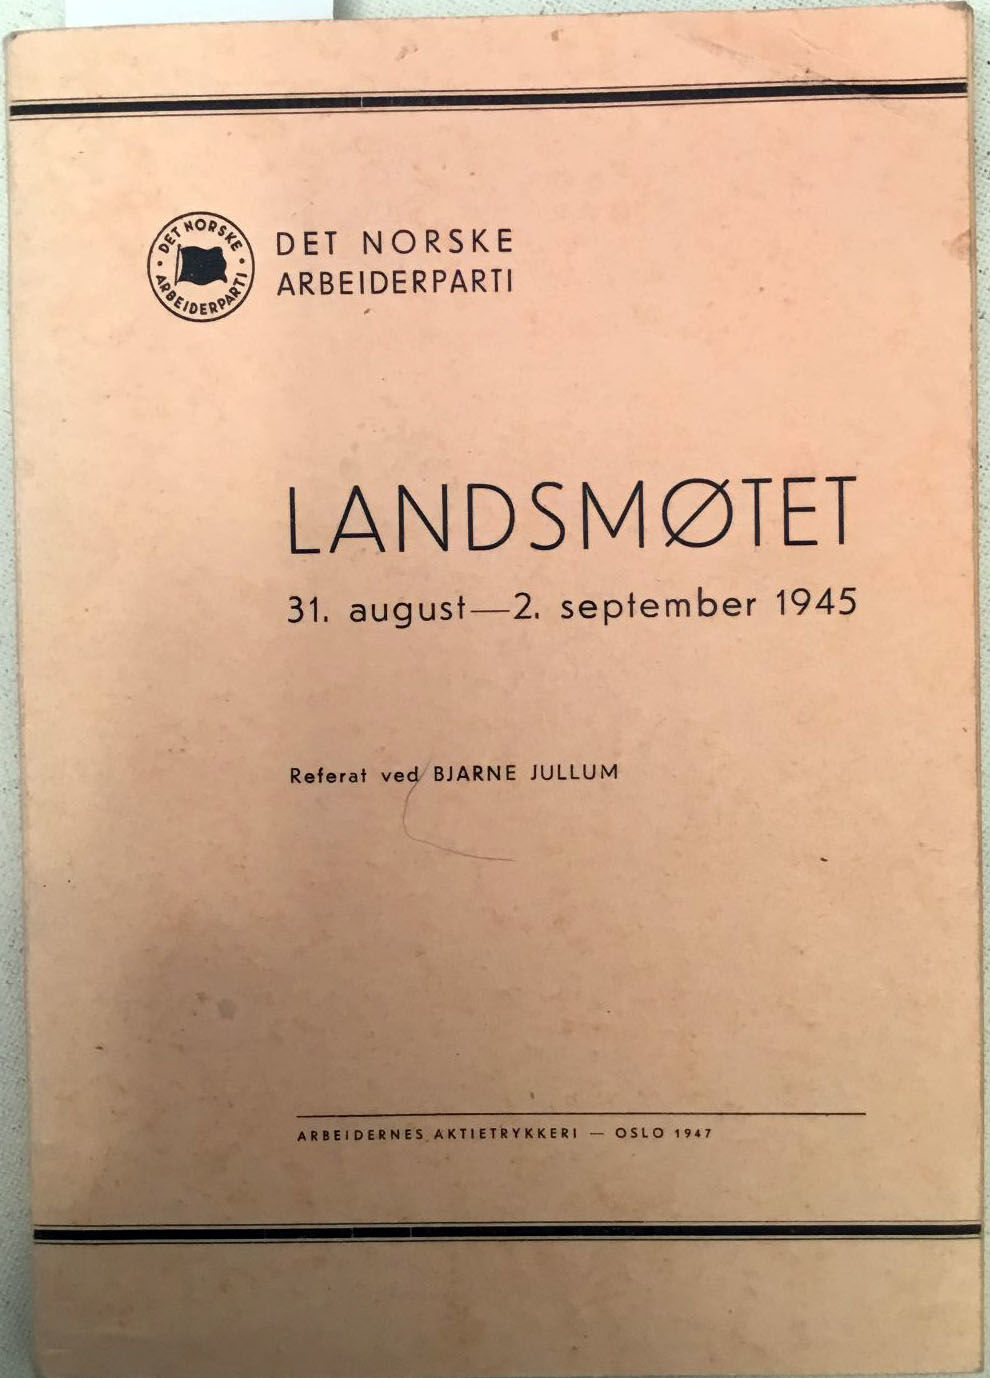 DET NORSKE
ARBEIDERPARTI
DET NORSKE
ARBEIDERPARTI
LANDSMØTET
31. august—2. september 1945
Referat ved BJARNE JULLUM
ARBEIDERNES AKTIETRYKKERI — OSLO 1947